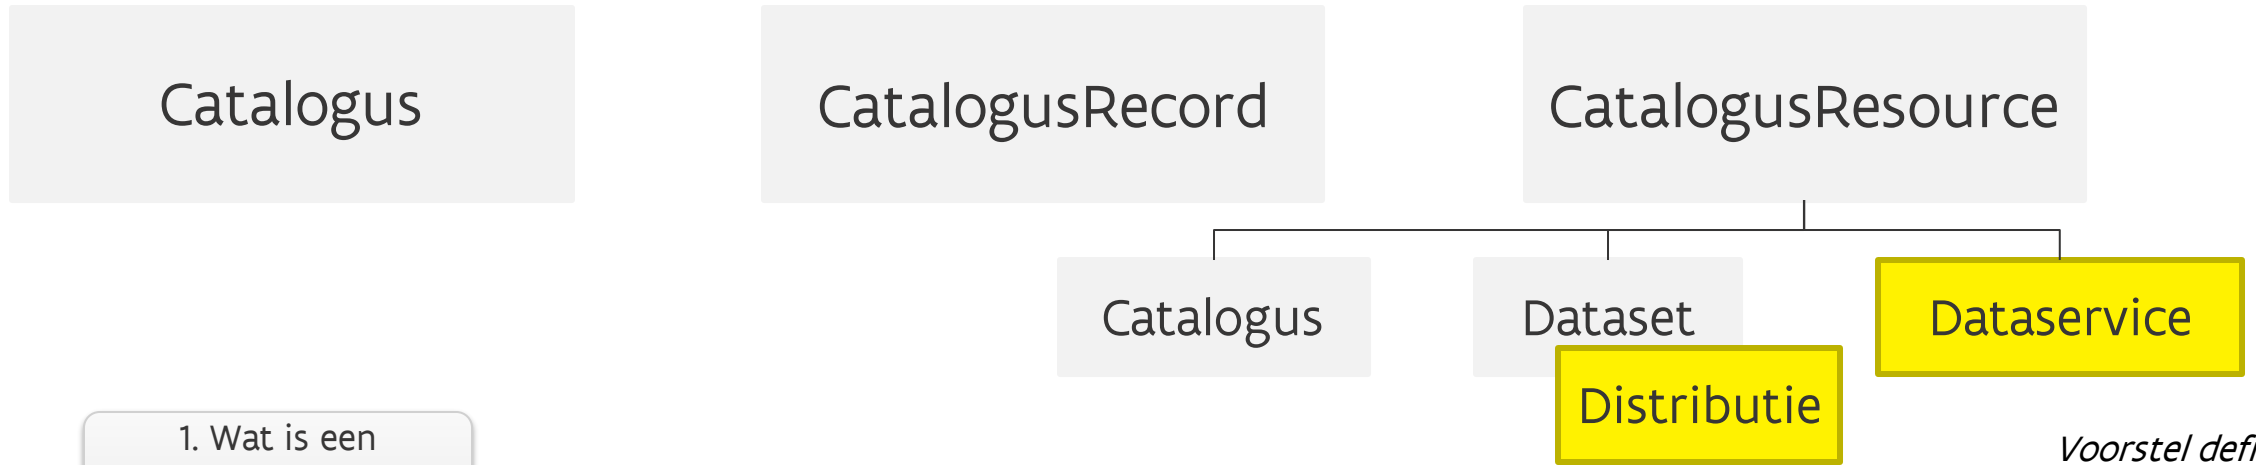 Catalogus
CatalogusRecord
CatalogusResource
Catalogus
Dataset
Dataservice
Distributie
1. Wat is een
Voorstel